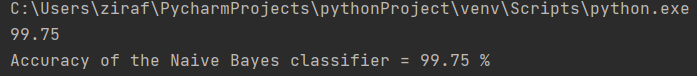 C:\Users\ziraf\PycharmProjects\pythonProject\venv\Scripts\python.exe
99.75
Accuracy of the Naive Bayes classifier = 99.75 %